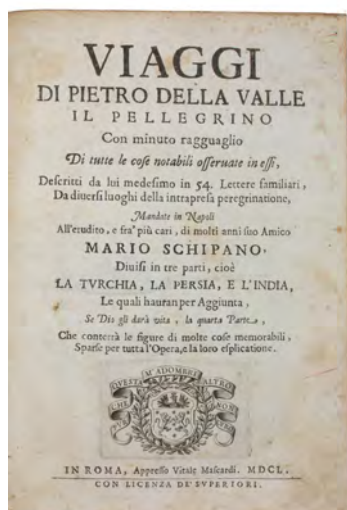 VIAGGI
DI PIETRO DELLA VALLE
IL PELLEGRINO
Con minuto ragguaglio
Di tutte le cose notabili osseruate in essi,
Descritti da lui medesimo in 54. Lettere familiari,
Da diuersi luoghi della intrapresa peregrinatione,
Mandate in Napoli
All'erudito, e fra' più cari, di molti anni suo Amico
MARIO SCHIPANO.
Diuisi in tre parti, cioè
LA TVRCHIA, LA PERSIA, E L'INDIA,
Le quali hauran per Aggiunta,
Se Dio gli darà vita, la quarta Parte,
Che conterrà le figure di molte cose memorabili,
Sparse per tutta l'Opera, e la loro esplicatione.
QVESTA M'ADOMBRE ALTRO
CHE NON
IN ROMA, Appresso Vitale Mascardi. MDCL.
CON LICENZA DE' SVPERIORI.